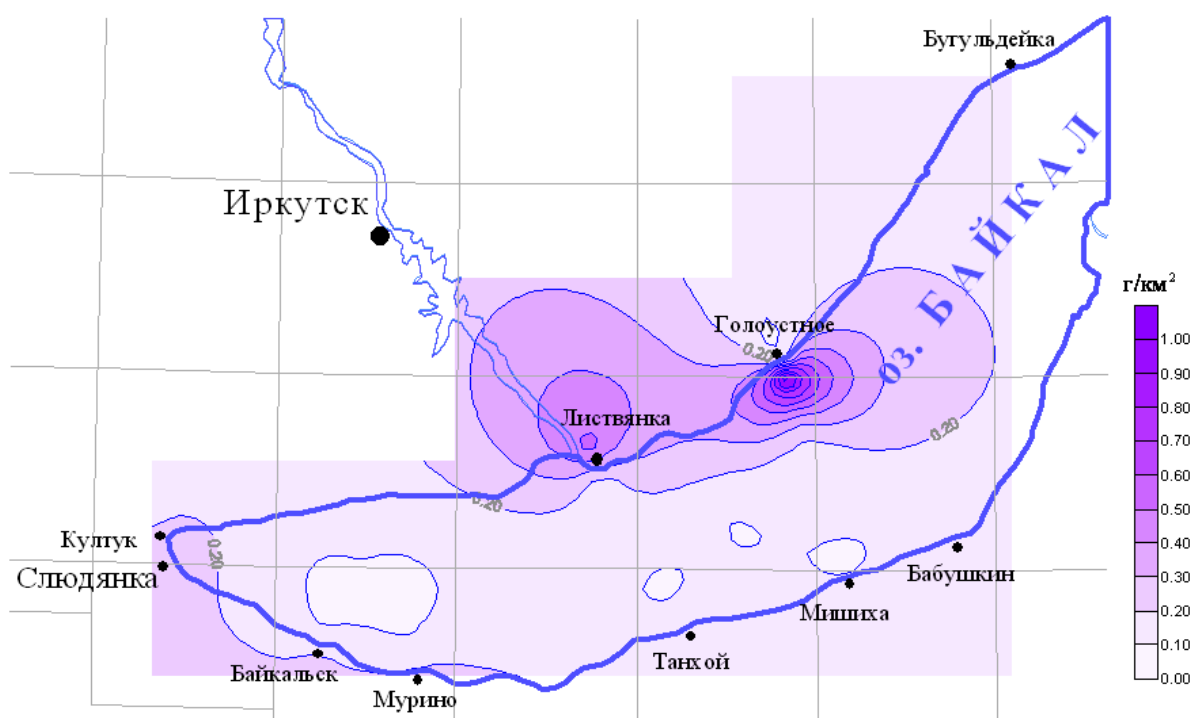 Бугульдейка
Иркутск
оз. БАЙКАЛ
г/км²
Голоустное
0.20
1.00
0.90
0.80
0.70
0.60
0.50
0.40
0.30
0.20
0.10
0.00
Листвянка
0.20
0.20
0.20
Култук
Слюдянка
Бабушкин
Мишиха
Танхой
Байкальск
Мурино